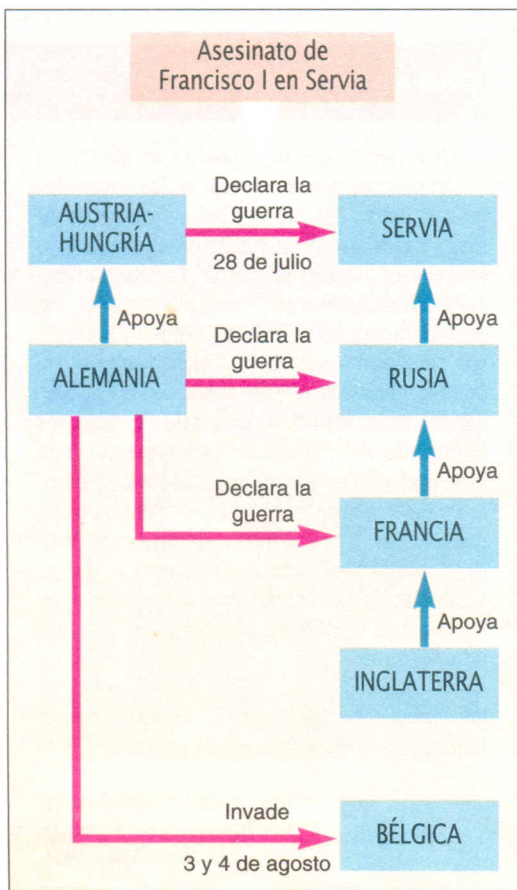 Asesinato de
Francisco I en Servia
AUSTRIA-
HUNGRÍA
Declara la
guerra
28 de julio
SERVIA
Apoya
Apoya
ALEMANIA
Declara la
guerra
RUSIA
Apoya
Declara la
guerra
FRANCIA
Apoya
INGLATERRA
Invade
3 y 4 de agosto
BÉLGICA